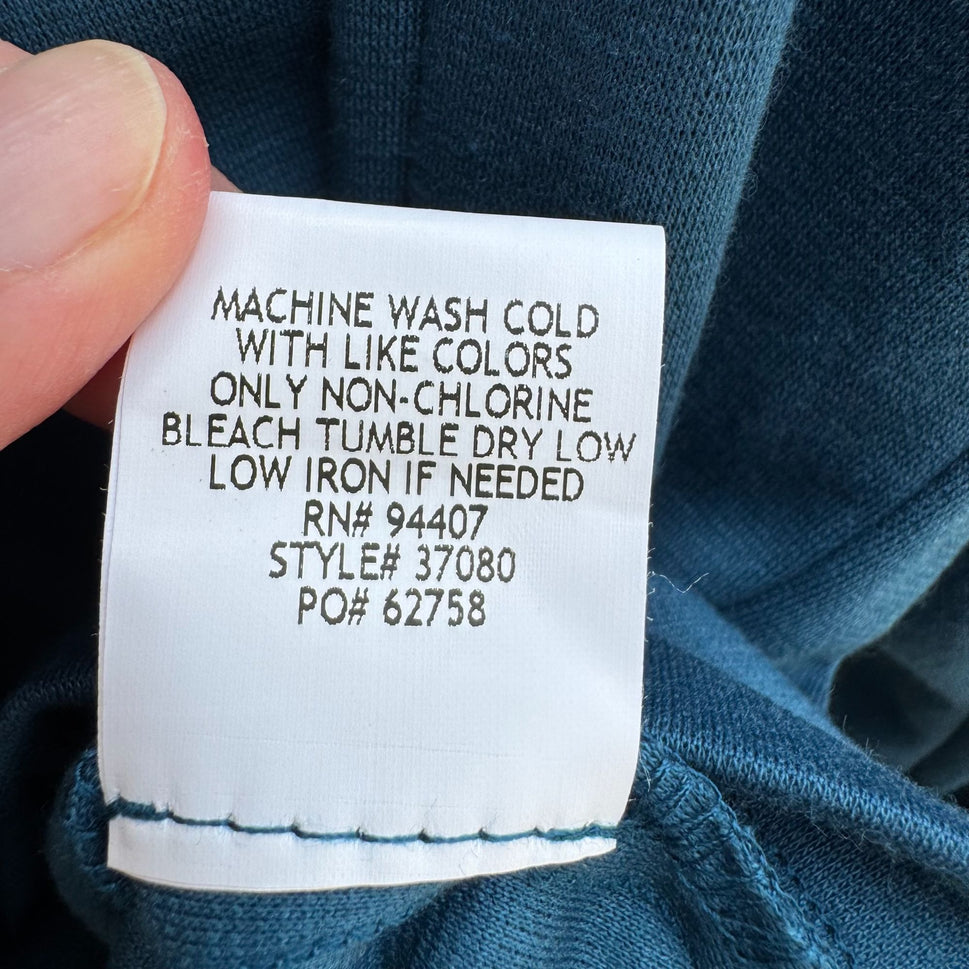 MACHINE WASH COLD
WITH LIKE COLORS
ONLY NON-CHLORINE
BLEACH TUMBLE DRY LOW
LOW IRON IF NEEDED
RN# 94407
STYLE# 37080
PO# 62758